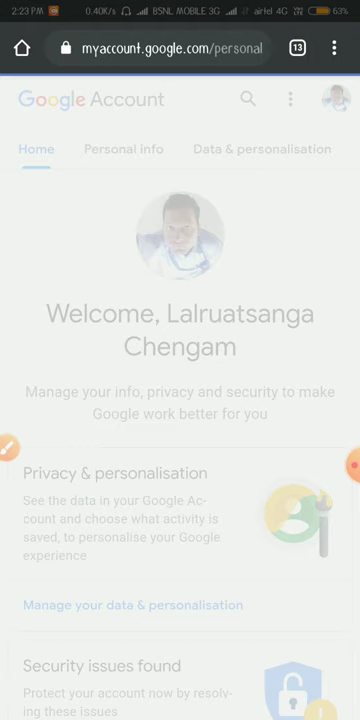 2:23 PM 0.40K/s BSNL MOBILE 3G airtel 4G 63%
myaccount.google.com/personal 13
Google Account
Home Personal info Data & personalisation
Welcome, Lalruatsanga
Chengam
Manage your info, privacy and security to make
Google work better for you
Privacy & personalisation
See the data in your Google Ac-
count and choose what activity is
saved, to personalise your Google
experience
Manage your data & personalisation
Security issues found
Protect your account now by resolv-
ing these issues